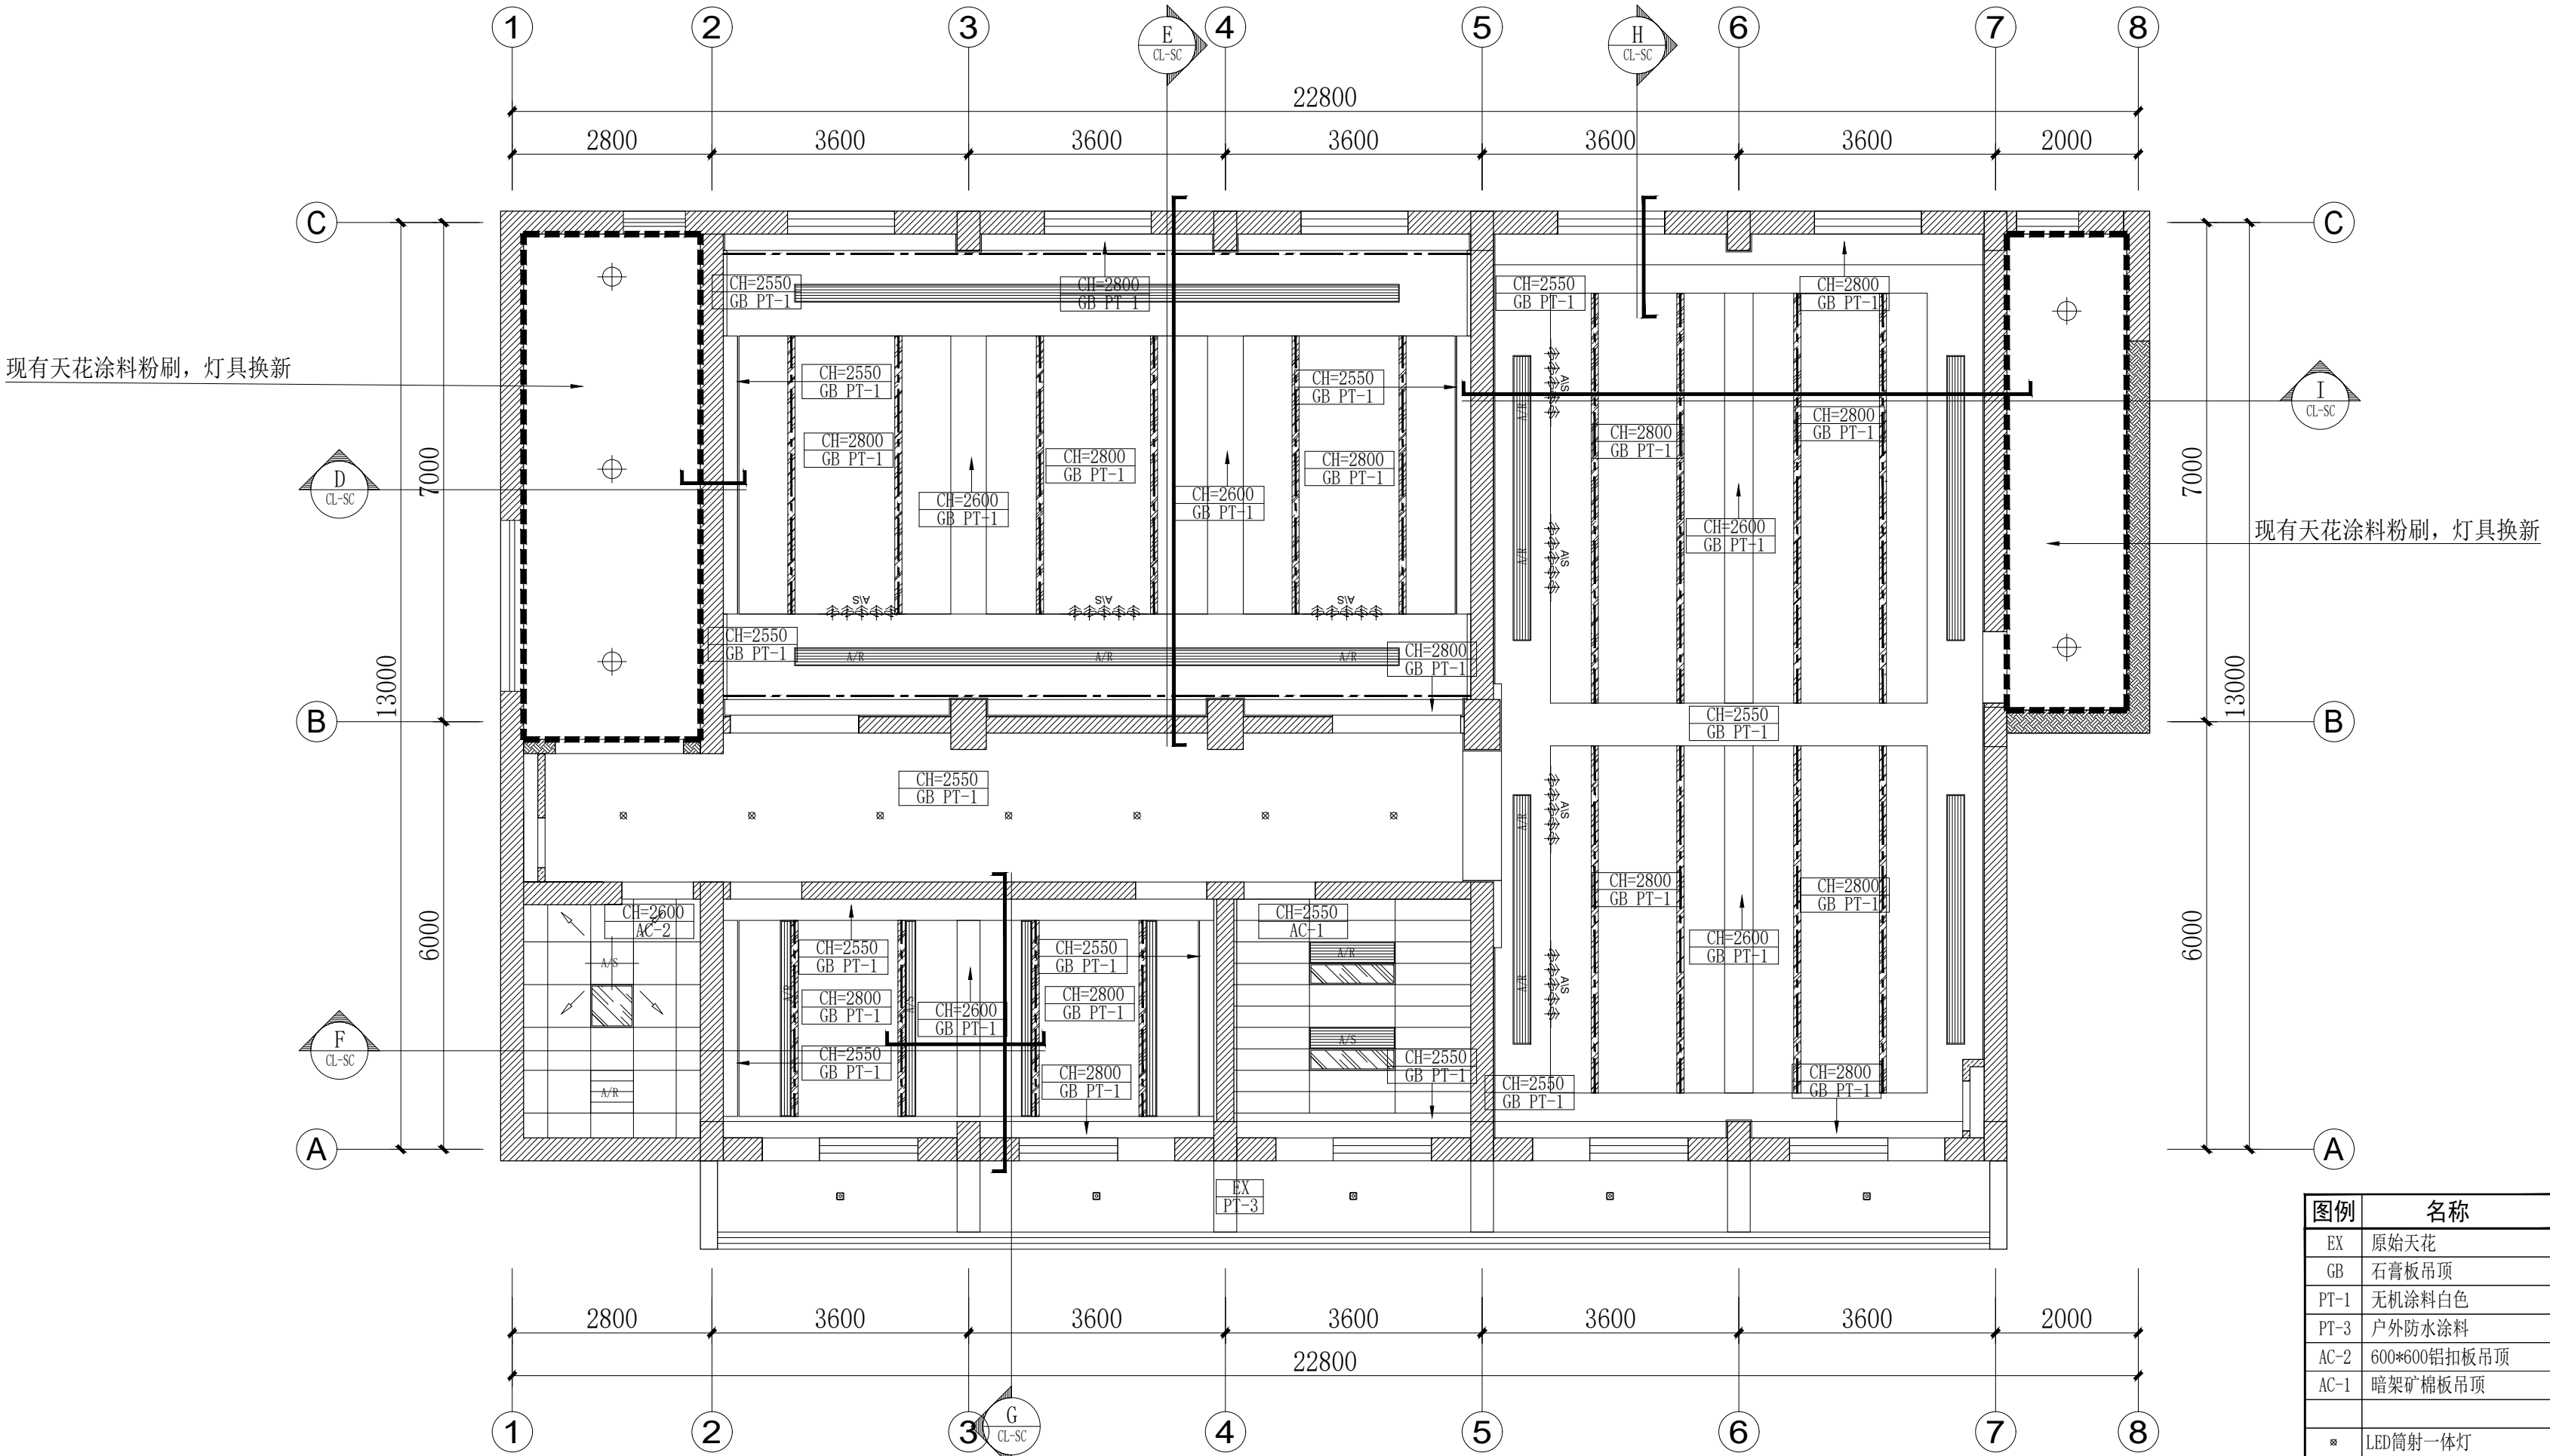 1
2
3
E
CL-SC
4
5
H
CL-SC
6
7
8
22800
2800
3600
3600
3600
3600
3600
2000
C
C
CH=2550
GB PT-1
CH=2800
GB PT-1
CH=2550
GB PT-1
CH=2800
GB PT-1
现有天花涂料粉刷，灯具换新
CH=2550
GB PT-1
CH=2550
GB PT-1
A/S
A/R
I
CL-SC
CH=2800
GB PT-1
CH=2800
GB PT-1
CH=2800
GB PT-1
CH=2800
GB PT-1
CH=2800
GB PT-1
D
CL-SC
7000
7000
CH=2600
GB PT-1
CH=2600
GB PT-1
CH=2600
GB PT-1
现有天花涂料粉刷，灯具换新
A/R
A/S
A/S
A/S
A/S
CH=2550
GB PT-1
A/R
A/R
A/R
CH=2800
GB PT-1
13000
13000
B
B
CH=2550
GB PT-1
CH=2550
GB PT-1
A/R
A/S
CH=2600
AC-2
CH=2550
AC-1
CH=2800
GB PT-1
CH=2800
GB PT-1
6000
6000
CH=2550
GB PT-1
CH=2550
GB PT-1
CH=2600
GB PT-1
A/S
A/R
A/R
A/S
CH=2800
GB PT-1
CH=2800
GB PT-1
CH=2600
GB PT-1
A/R
A/S
F
CL-SC
A/S
CH=2550
GB PT-1
CH=2550
GB PT-1
CH=2800
GB PT-1
CH=2550
GB PT-1
CH=2800
GB PT-1
A/R
A
A
EX
PT-3
2800
3600
3600
3600
3600
3600
2000
22800
1
2
3
G
CL-SC
4
5
6
7
8
图例 名称
EX 原始天花
GB 石膏板吊顶
PT-1 无机涂料白色
PT-3 户外防水涂料
AC-2 600*600铝扣板吊顶
AC-1 暗架矿棉板吊顶
LED筒射一体灯